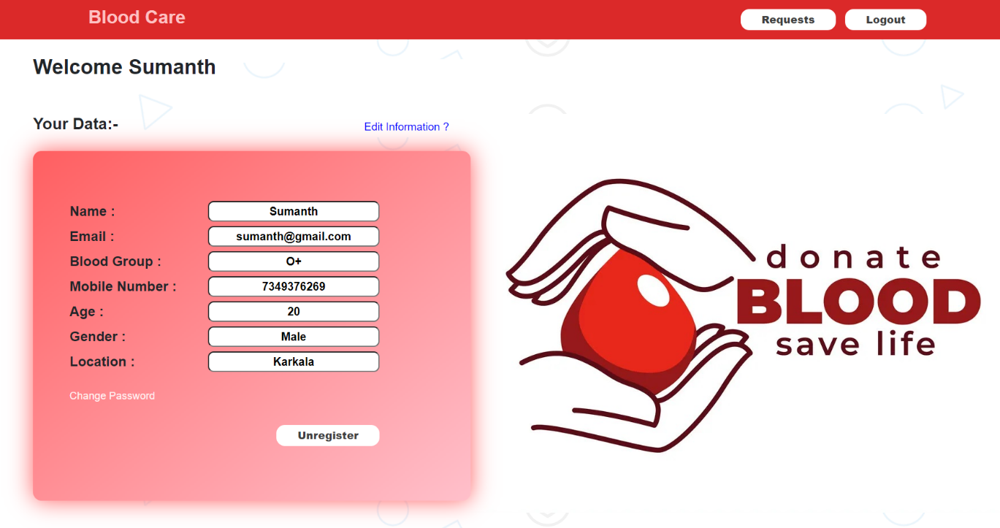 Blood Care
Requests
Logout
Welcome Sumanth
Your Data:-
Edit Information ?
Name : Sumanth
Email : sumanth@gmail.com
Blood Group : O+
Mobile Number : 7349376269
Age : 20
Gender : Male
Location : Karkala
Change Password
Unregister
donate
BLOOD
save life